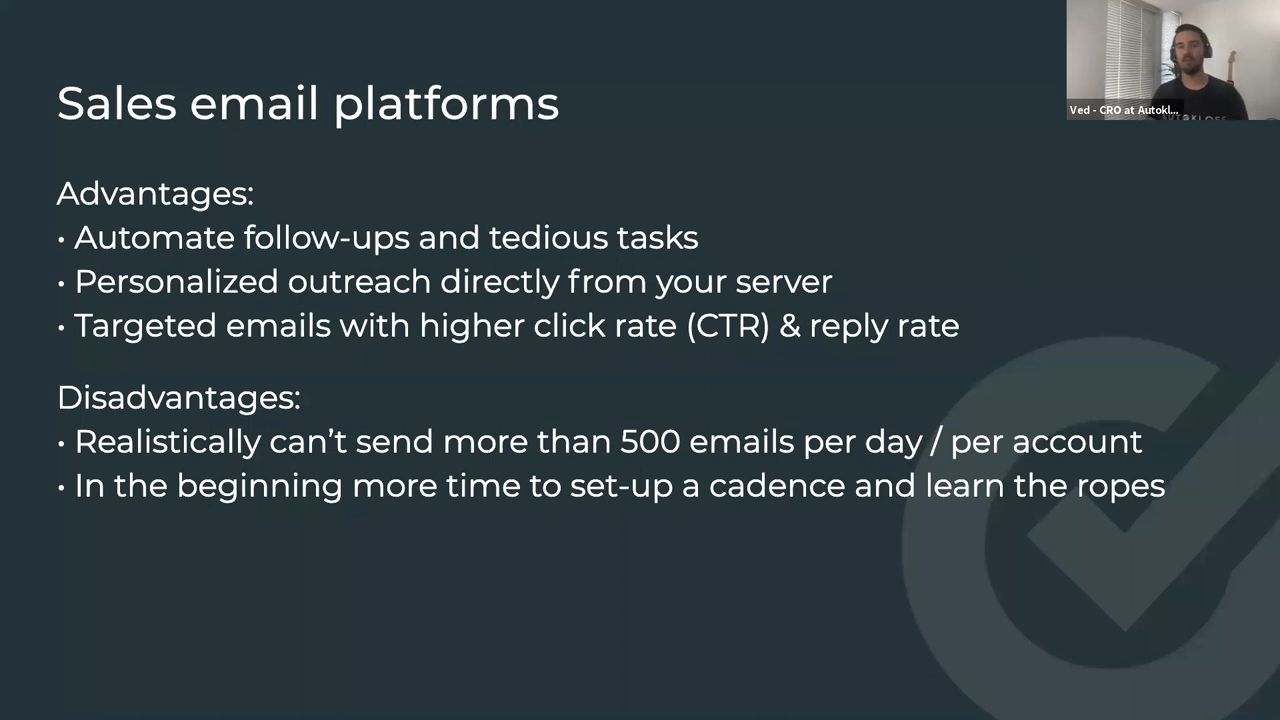 Sales email platforms
Ved - CRO at Autokl...
AUTOKLOSE
Advantages:
• Automate follow-ups and tedious tasks
• Personalized outreach directly from your server
• Targeted emails with higher click rate (CTR) & reply rate
Disadvantages:
• Realistically can’t send more than 500 emails per day / per account
• In the beginning more time to set-up a cadence and learn the ropes